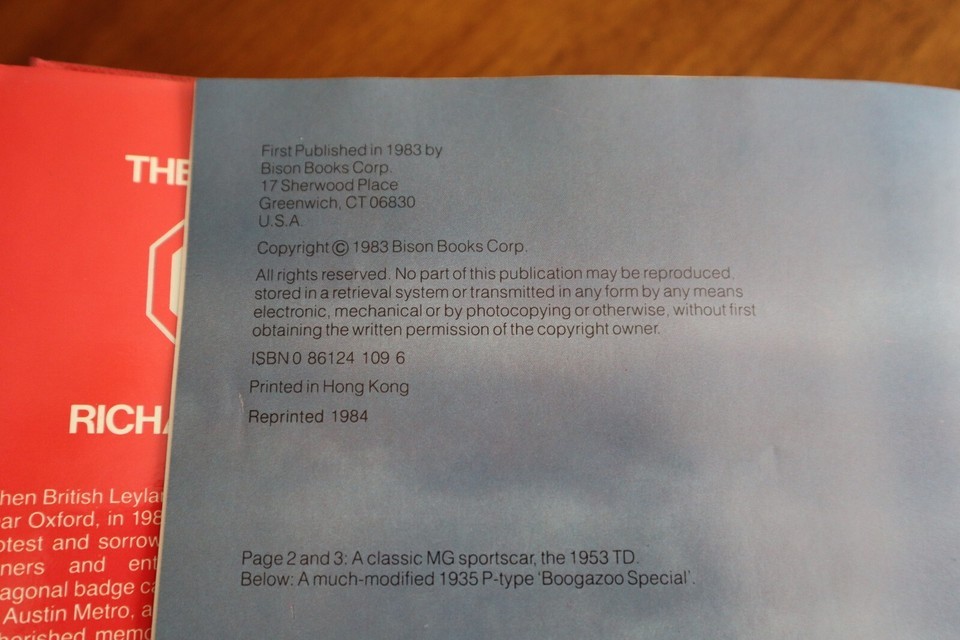 THE
RICHA
hen British Leylan
ar Oxford, in 198
otest and sorrow
ners and ent
agonal badge ca
Austin Metro, a
herished memo
First Published in 1983 by
Bison Books Corp.
17 Sherwood Place
Greenwich, CT 06830
U.S.A.
Copyright © 1983 Bison Books Corp.
All rights reserved. No part of this publication may be reproduced,
stored in a retrieval system or transmitted in any form by any means
electronic, mechanical or by photocopying or otherwise, without first
obtaining the written permission of the copyright owner.
ISBN 0 86124 109 6
Printed in Hong Kong
Reprinted 1984
Page 2 and 3: A classic MG sportscar, the 1953 TD.
Below: A much-modified 1935 P-type ‘Boogazoo Special’.